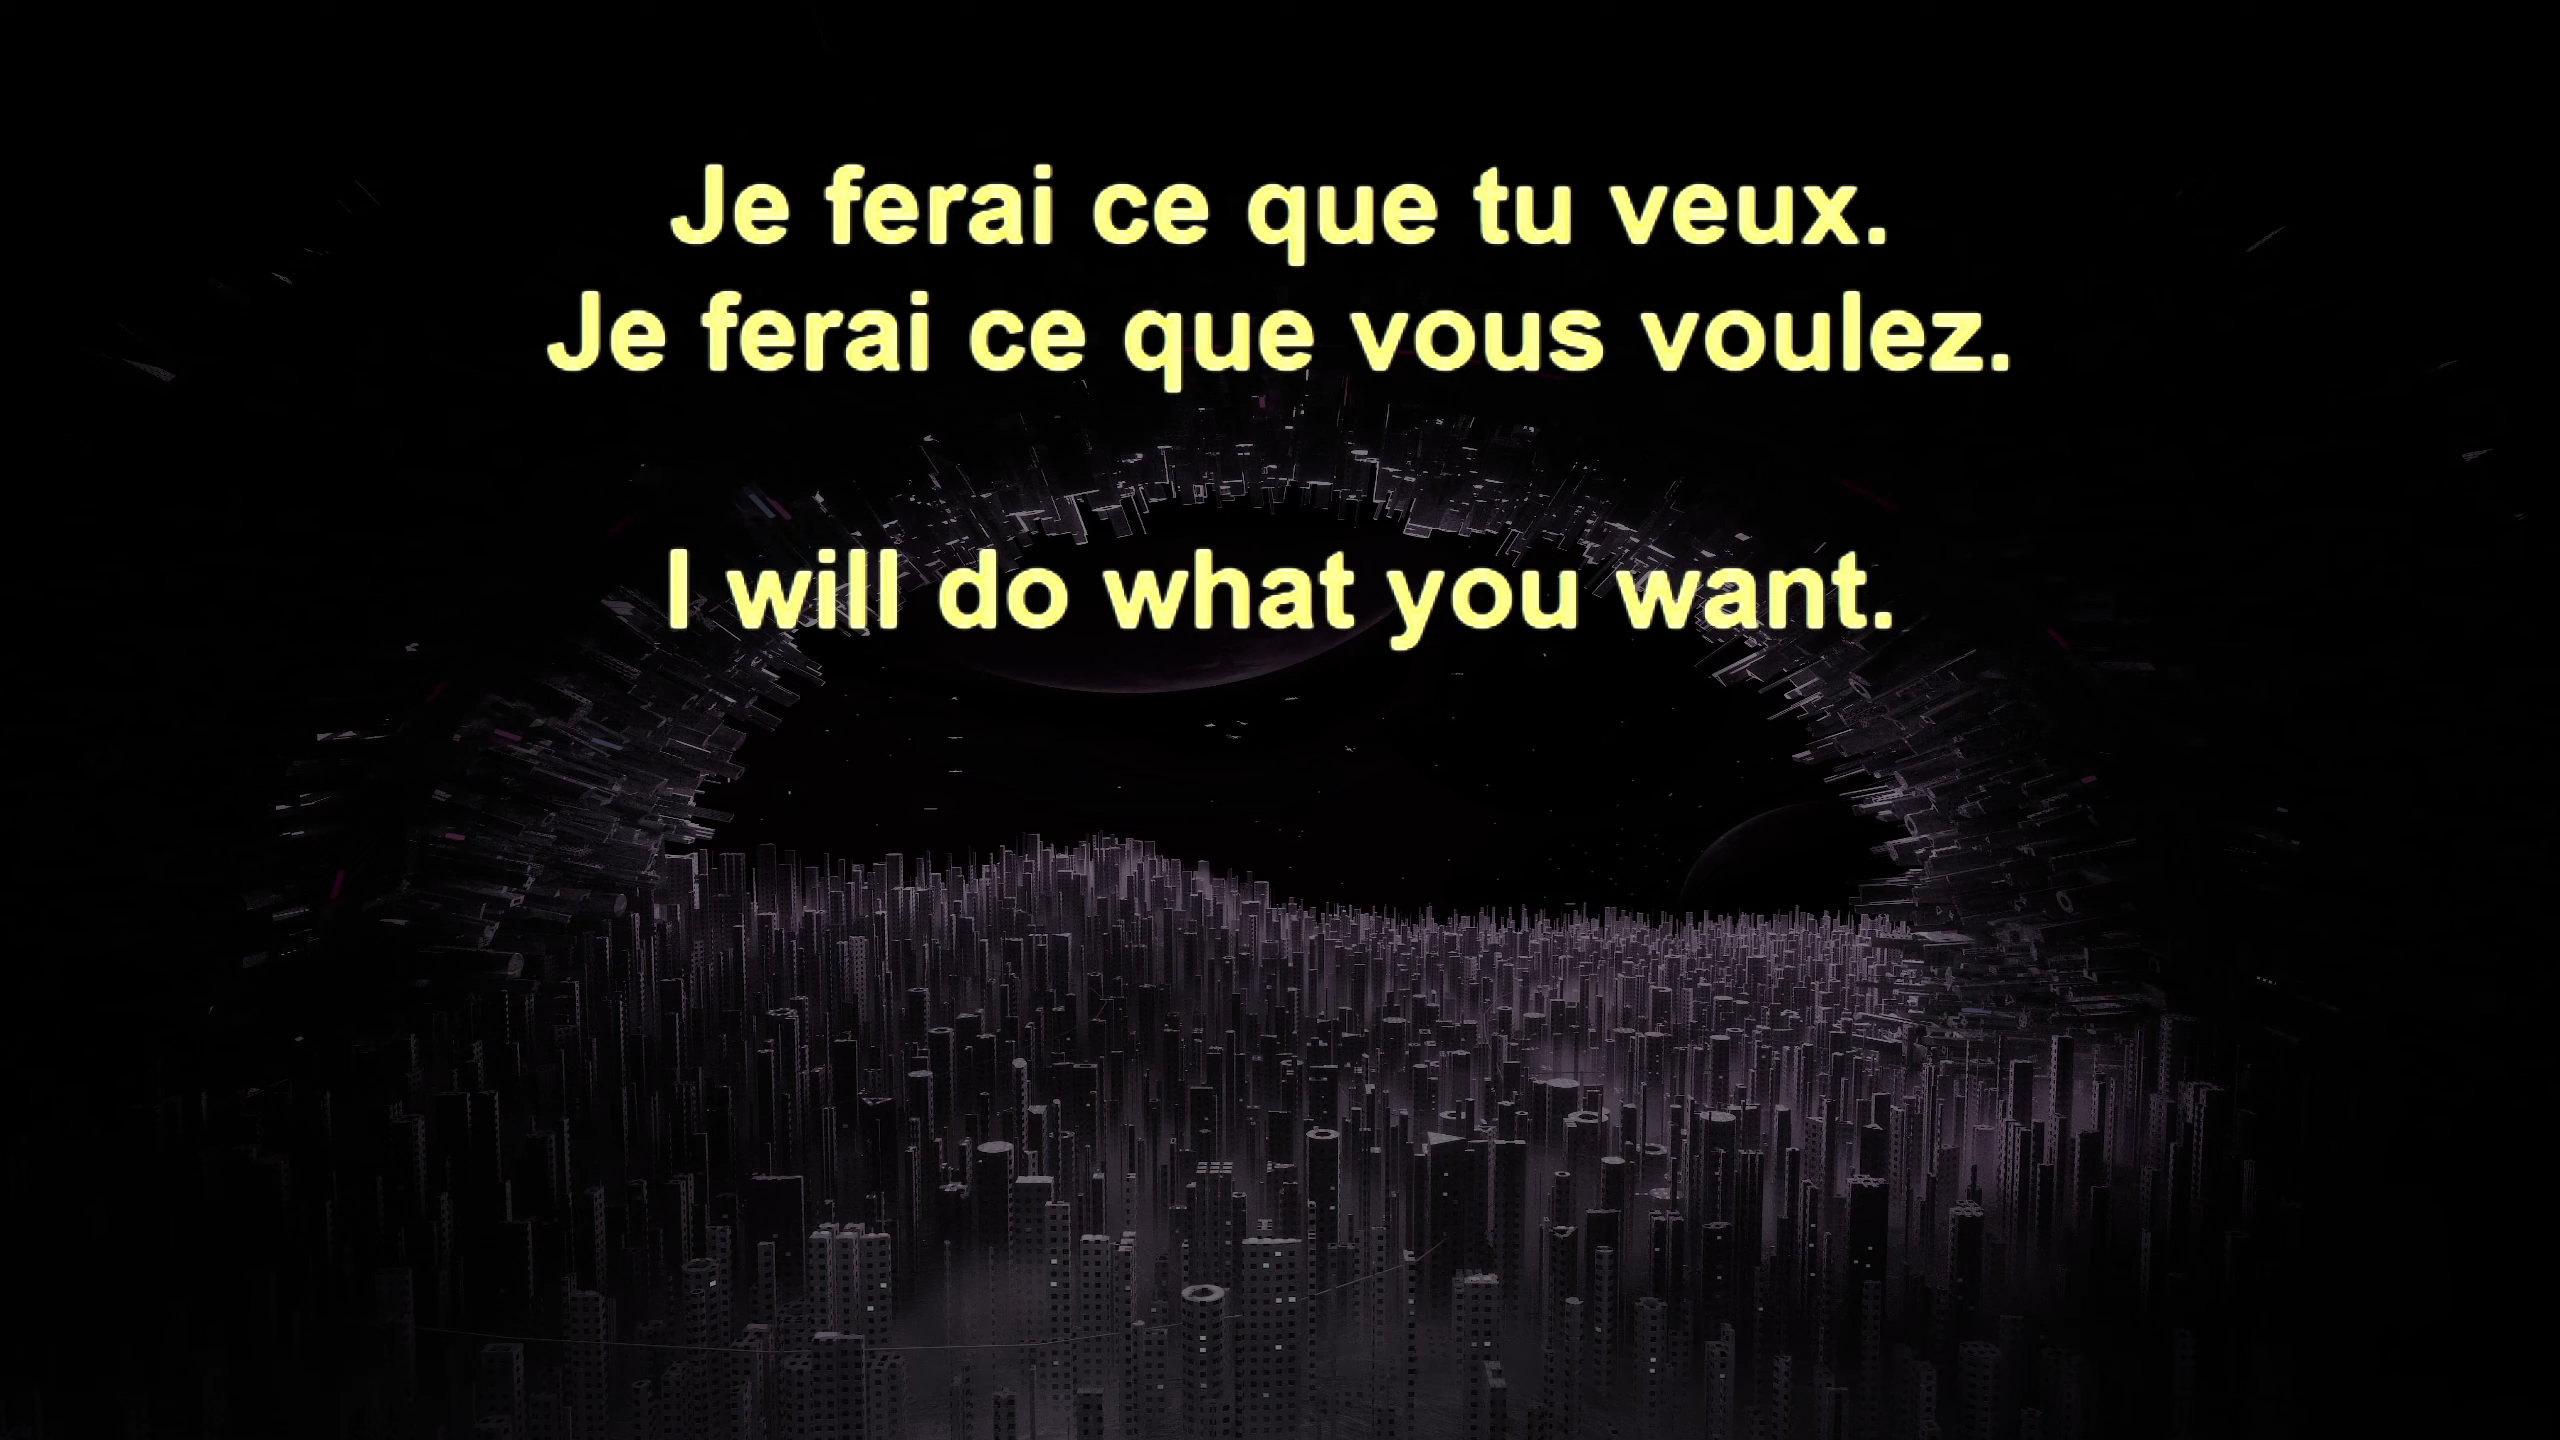 Je ferai ce que tu veux.
Je ferai ce que vous voulez.
I will do what you want.